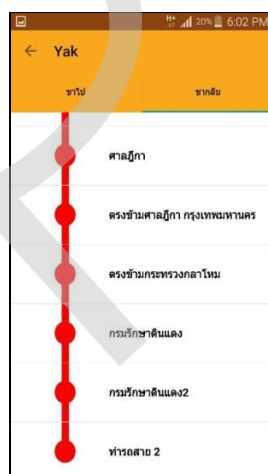 H+ 20% 6:02 PM
← Yak
ขาไป ขากลับ
ศาลฎีกา
ตรงข้ามศาลฎีกา กรุงเทพมหานคร
ตรงข้ามกระทรวงกลาโหม
กรมรักษาดินแดง
กรมรักษาดินแดง2
ท่ารถสาย 2